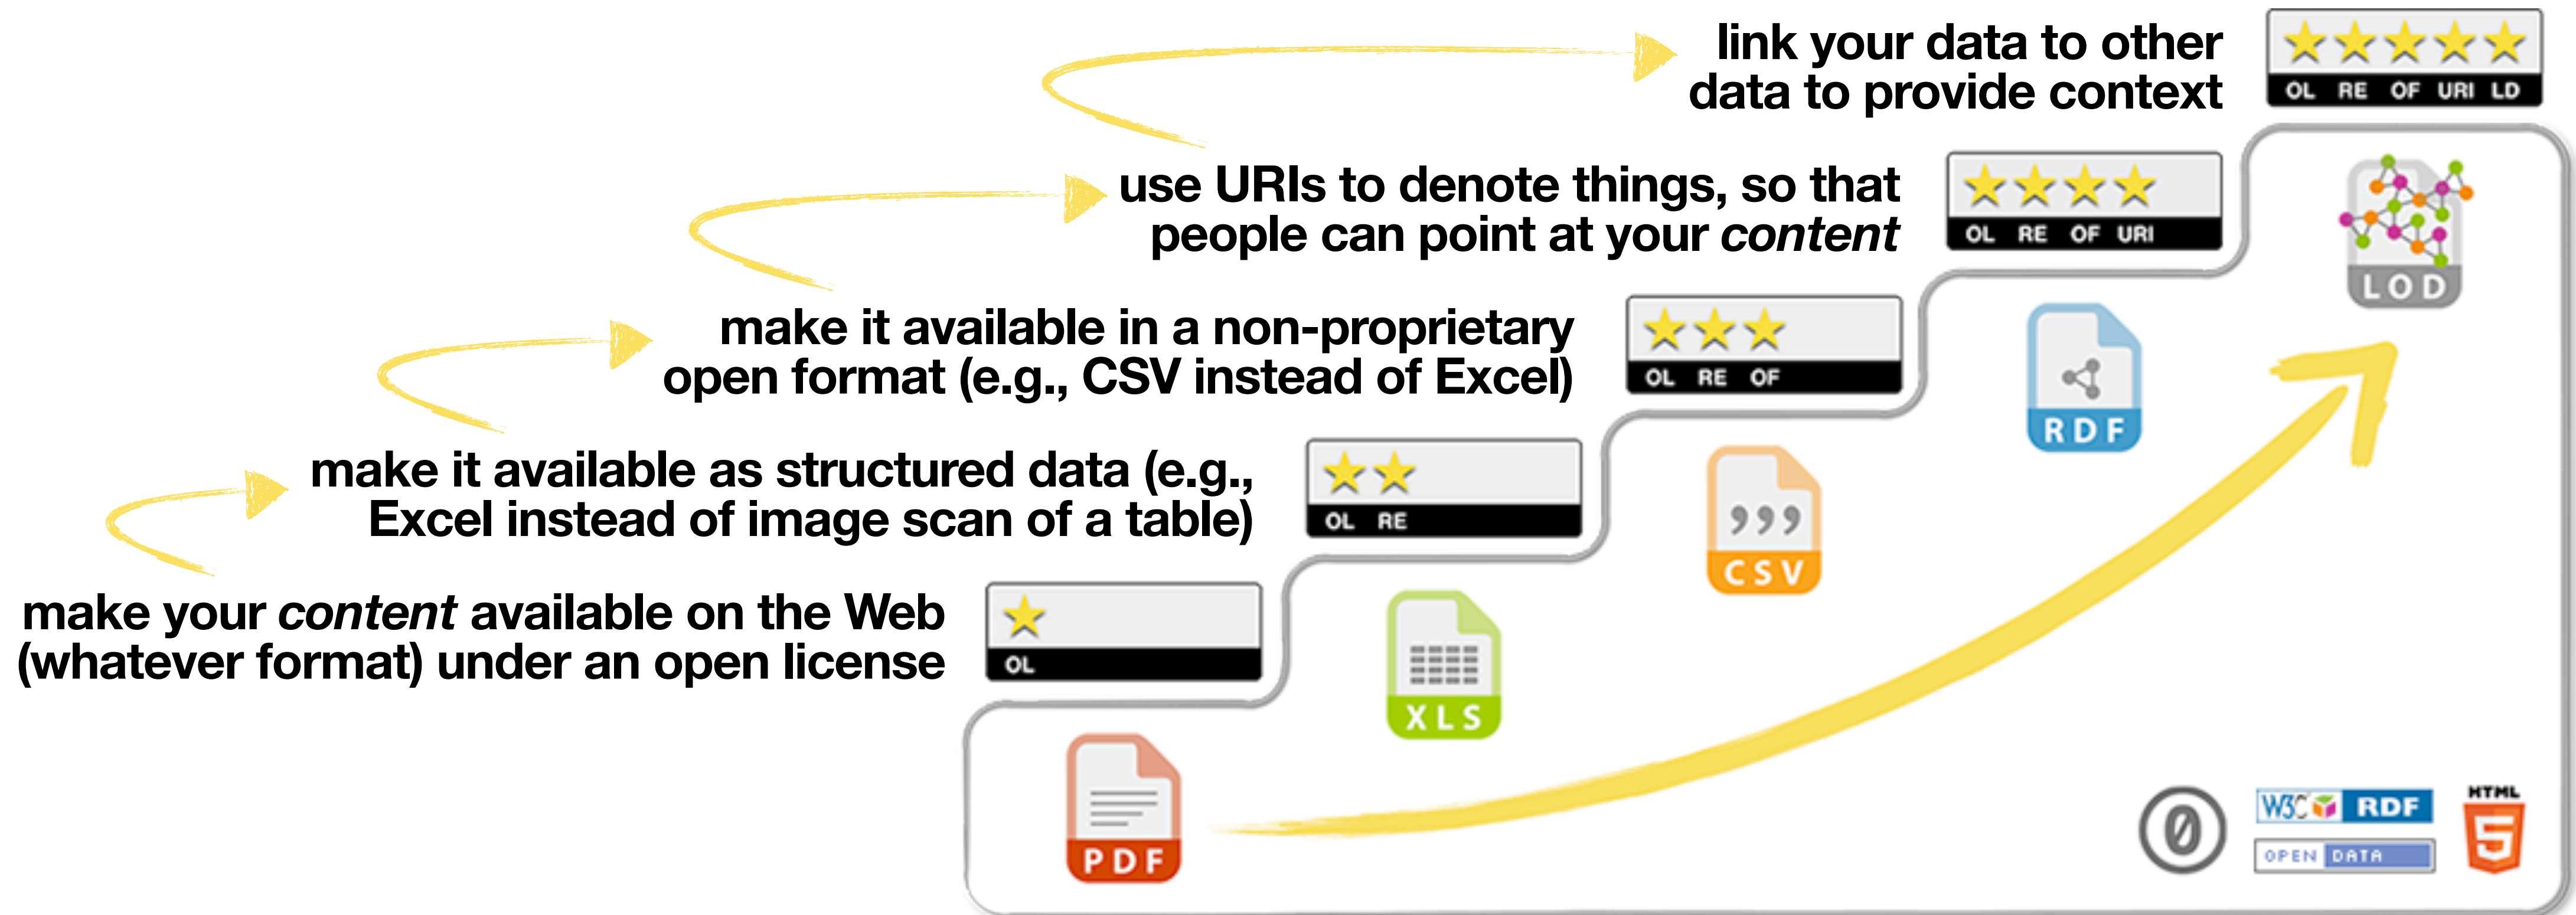 link your data to other
data to provide context
OL RE OF URI LD
use URIs to denote things, so that
people can point at your content
OL RE OF URI
LOD
make it available in a non-proprietary
open format (e.g., CSV instead of Excel)
OL RE OF
RDF
make it available as structured data (e.g.,
Excel instead of image scan of a table)
OL RE
,,,
CSV
make your content available on the Web
(whatever format) under an open license
OL
XLS
PDF
0
W3C RDF
OPEN DATA
HTML
5